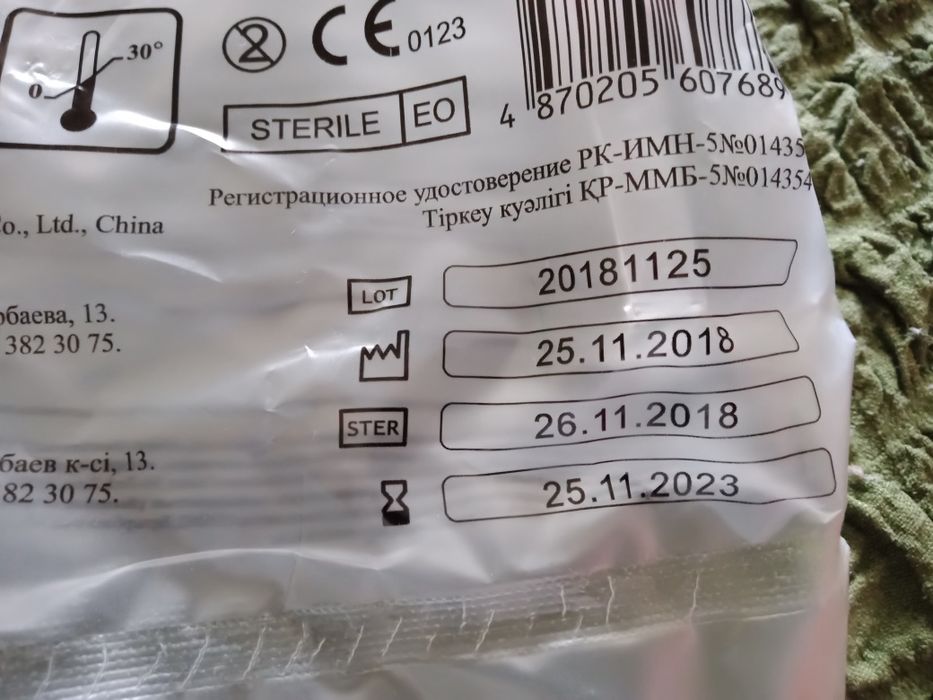 30°
0
CE 0123
STERILE EO
4 870205 607689
Регистрационное удостоверение РК-ИМН-5№01435
Тіркеу куәлігі ҚР-ММБ-5№014354
Co., Ltd., China
LOT 20181125
баева, 13.
382 30 75.
25.11.2018
STER 26.11.2018
баев к-сі, 13.
82 30 75.
25.11.2023